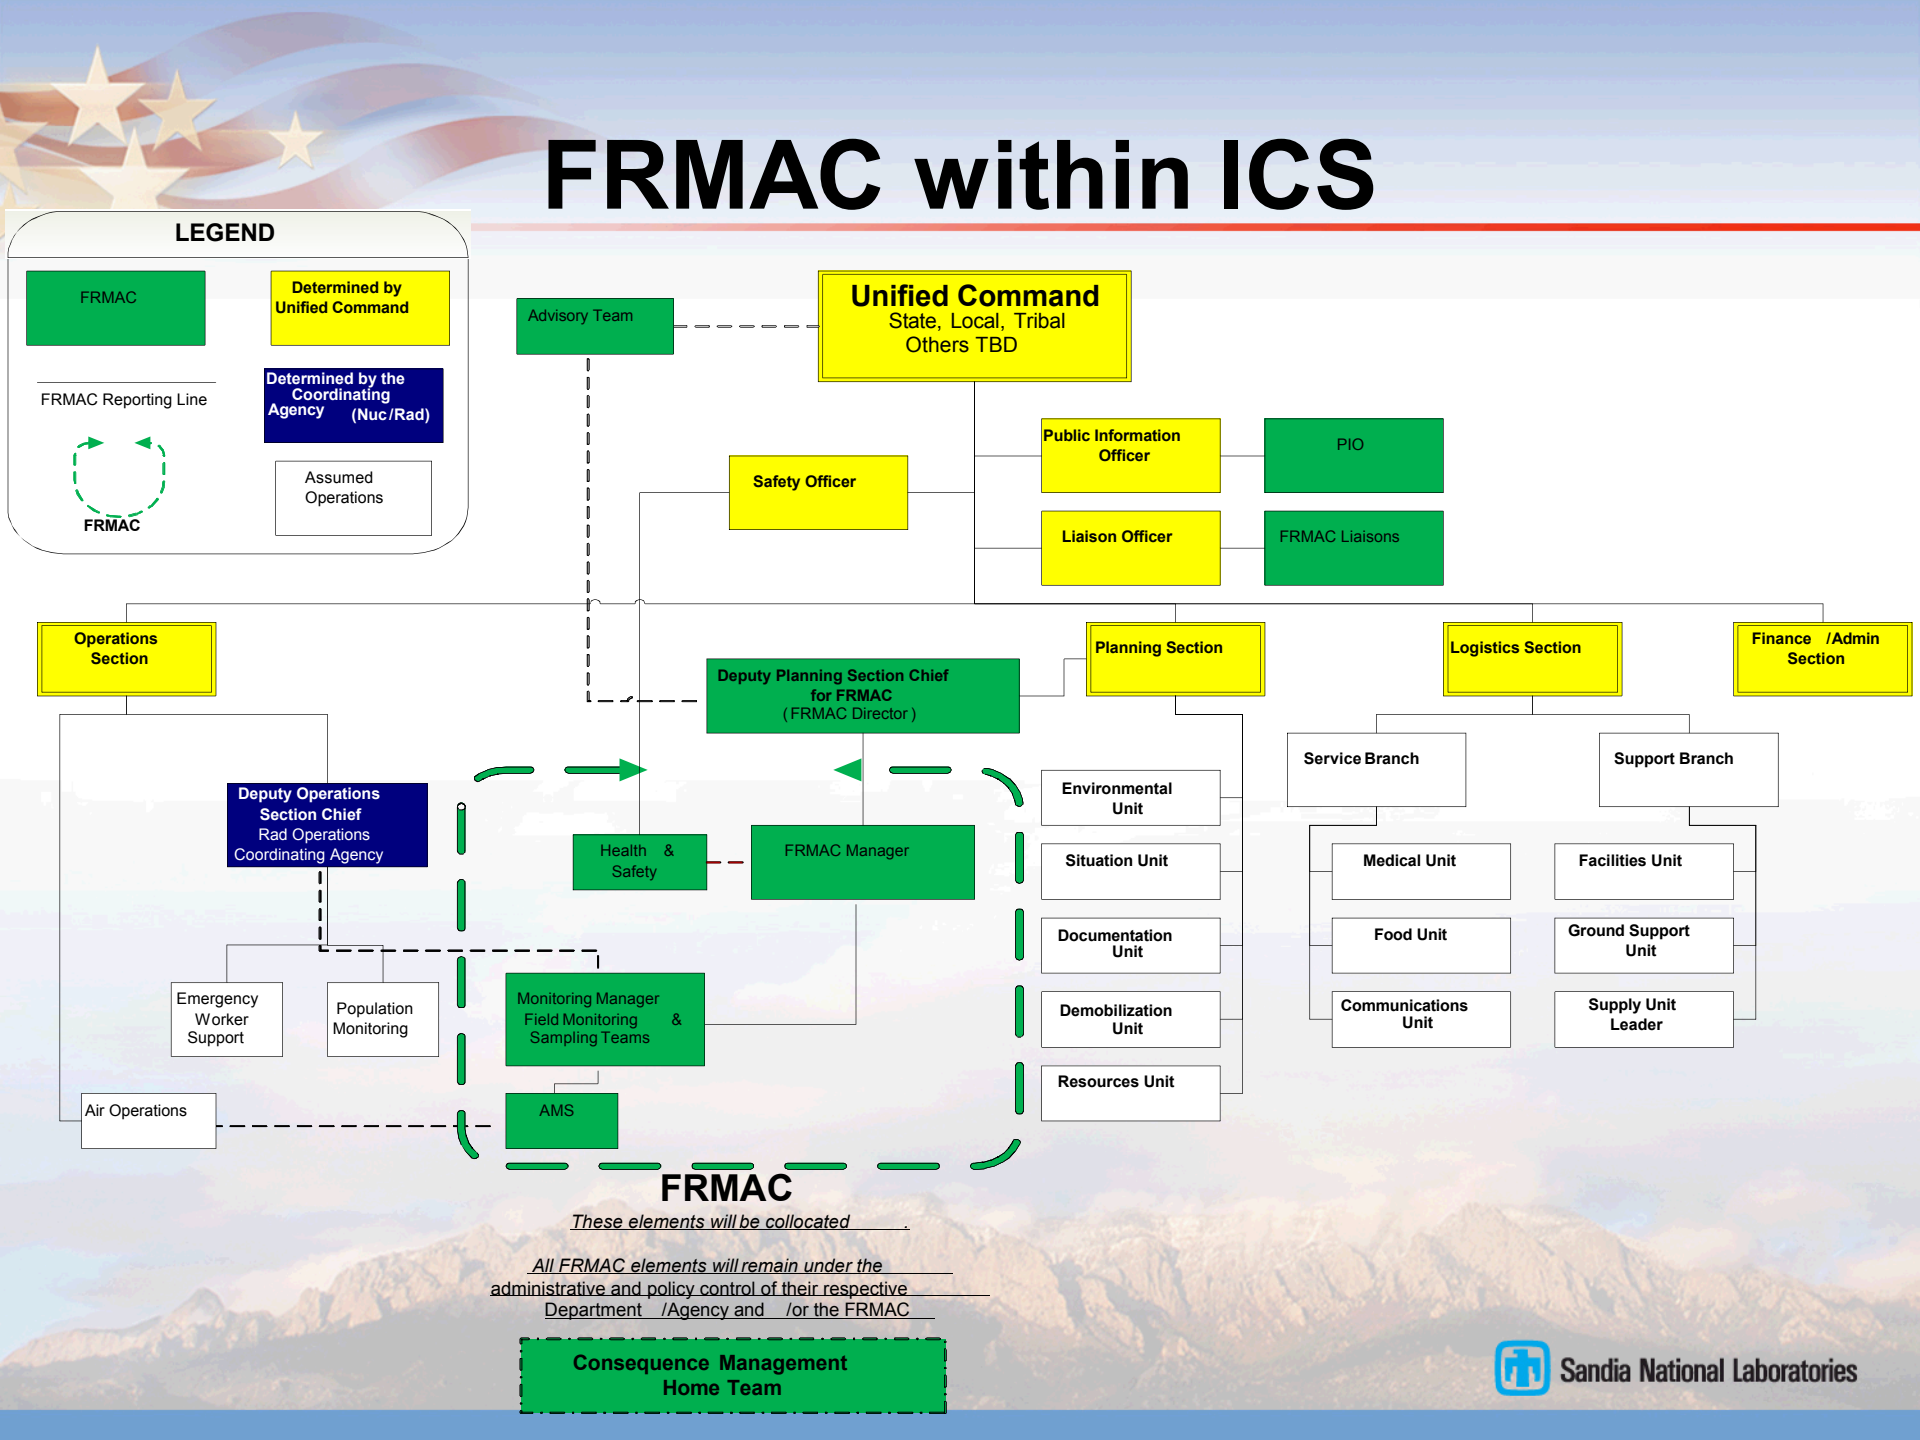 FRMAC within ICS
LEGEND
FRMAC
Determined by
Unified Command
FRMAC Reporting Line
Determined by the
Coordinating
Agency (Nuc/Rad)
FRMAC
Assumed
Operations
Advisory Team
Unified Command
State, Local, Tribal
Others TBD
Public Information
Officer
PIO
Safety Officer
Liaison Officer
FRMAC Liaisons
Operations
Section
Deputy Planning Section Chief
for FRMAC
(FRMAC Director)
Planning Section
Logistics Section
Finance /Admin
Section
Deputy Operations
Section Chief
Rad Operations
Coordinating Agency
Health &
Safety
FRMAC Manager
Environmental
Unit
Service Branch
Support Branch
Situation Unit
Medical Unit
Facilities Unit
Documentation
Unit
Food Unit
Ground Support
Unit
Emergency
Worker
Support
Population
Monitoring
Monitoring Manager
Field Monitoring &
Sampling Teams
Demobilization
Unit
Communications
Unit
Supply Unit
Leader
Resources Unit
Air Operations
AMS
FRMAC
These elements will be collocated .
All FRMAC elements will remain under the
administrative and policy control of their respective
Department /Agency and /or the FRMAC
Consequence Management
Home Team
Sandia National Laboratories